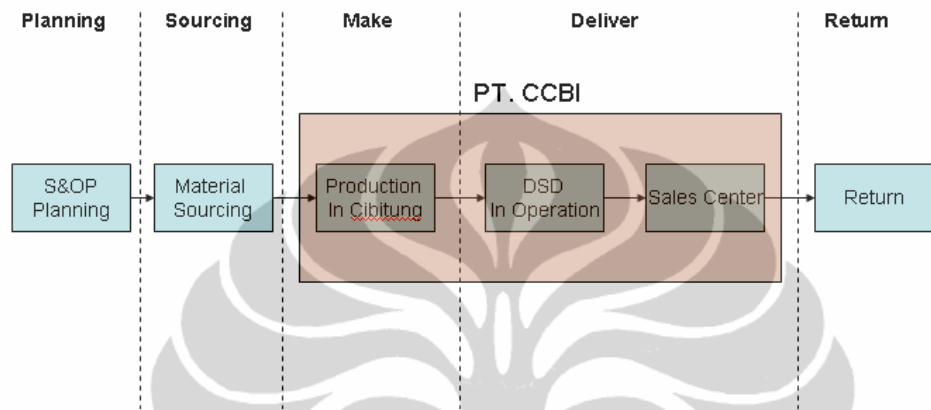 Planning
Sourcing
Make
Deliver
Return
PT. CCBI
S&OP
Planning
Material
Sourcing
Production
In Cibitung
DSD
In Operation
Sales Center
Return